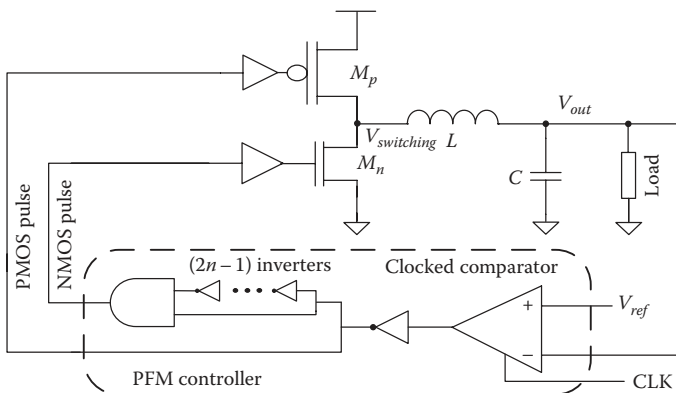 M_p
V_out
V_switching L
M_n
C
Load
PMOS pulse
NMOS pulse
(2n – 1) inverters
Clocked comparator
+
V_ref
–
CLK
PFM controller